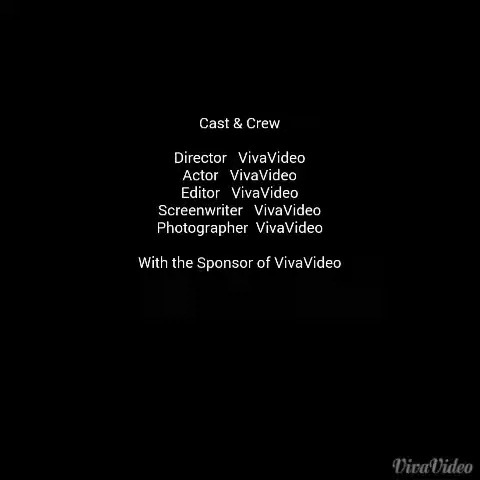 Cast & Crew
Director VivaVideo
Actor VivaVideo
Editor VivaVideo
Screenwriter VivaVideo
Photographer VivaVideo
With the Sponsor of VivaVideo
VivaVideo